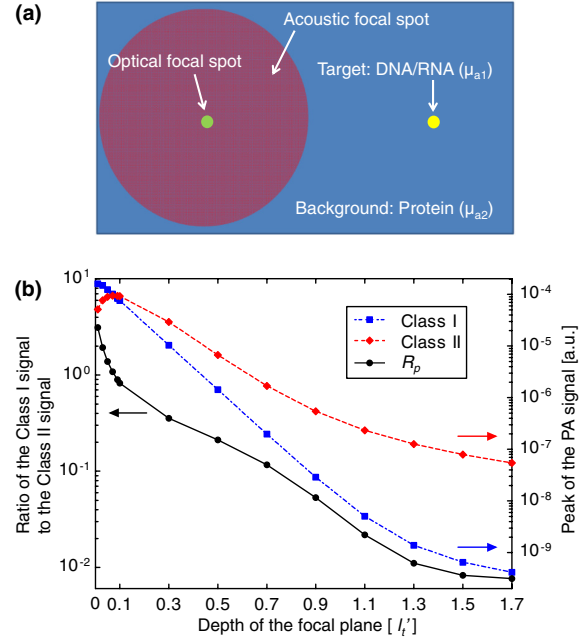 (a)
Acoustic focal spot
Optical focal spot
Target: DNA/RNA (μa1)
Background: Protein (μa2)
(b)
Ratio of the Class I signal
to the Class II signal
10^1
10^0
10^-1
10^-2
Class I
Class II
Rp
10^-4
10^-5
10^-6
10^-7
10^-8
10^-9
Peak of the PA signal [a.u.]
0 0.1 0.3 0.5 0.7 0.9 1.1 1.3 1.5 1.7
Depth of the focal plane [ lt' ]